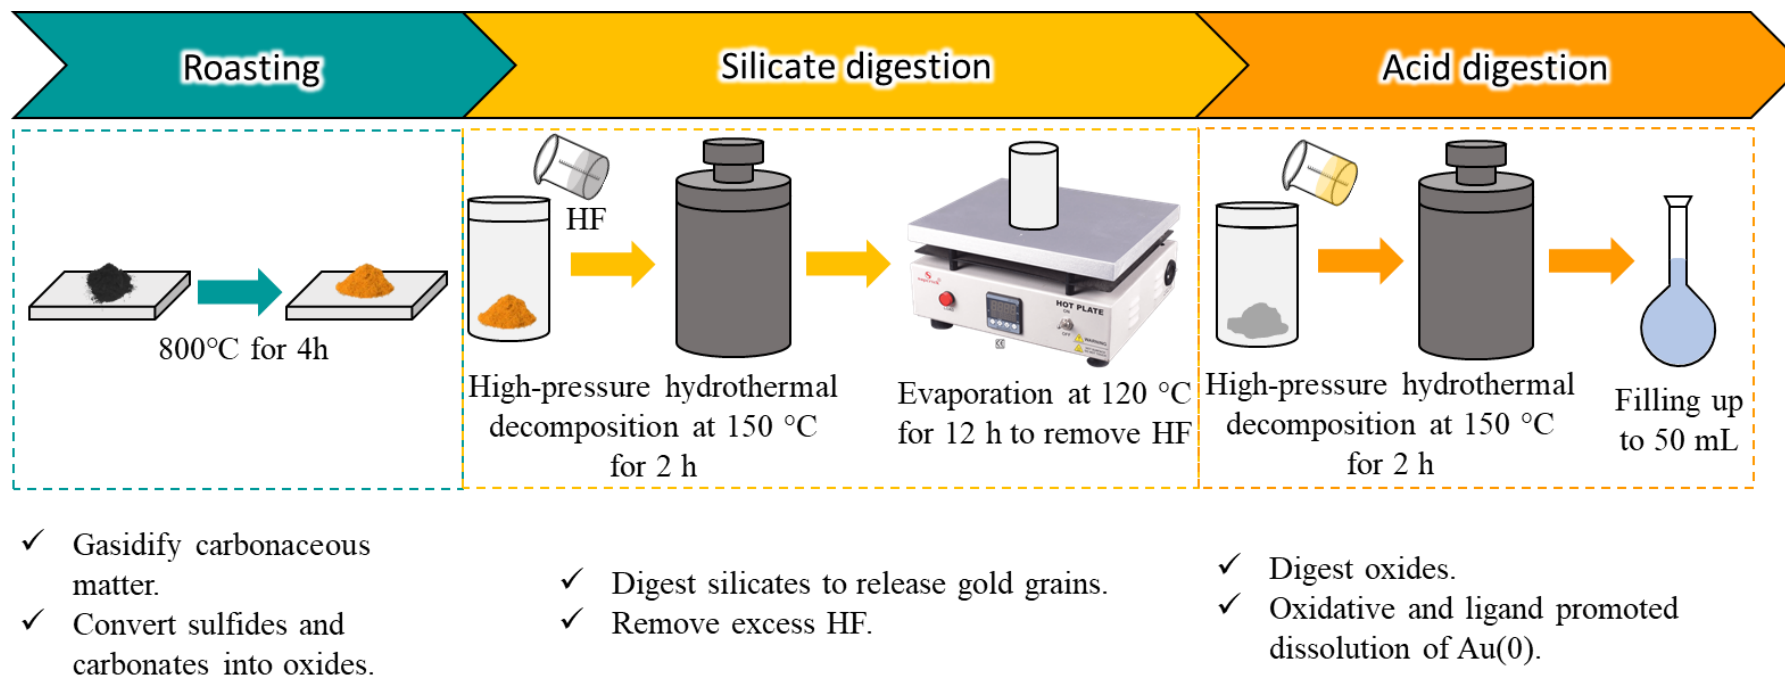 Roasting
Silicate digestion
Acid digestion
HF
800°C for 4h
High-pressure hydrothermal
decomposition at 150 °C
for 2 h
HOT PLATE
ON
OFF
WARNING
Evaporation at 120 °C
for 12 h to remove HF
High-pressure hydrothermal
decomposition at 150 °C
for 2 h
Filling up
to 50 mL
✓ Gasidify carbonaceous
matter.
✓ Convert sulfides and
carbonates into oxides.
✓ Digest silicates to release gold grains.
✓ Remove excess HF.
✓ Digest oxides.
✓ Oxidative and ligand promoted
dissolution of Au(0).